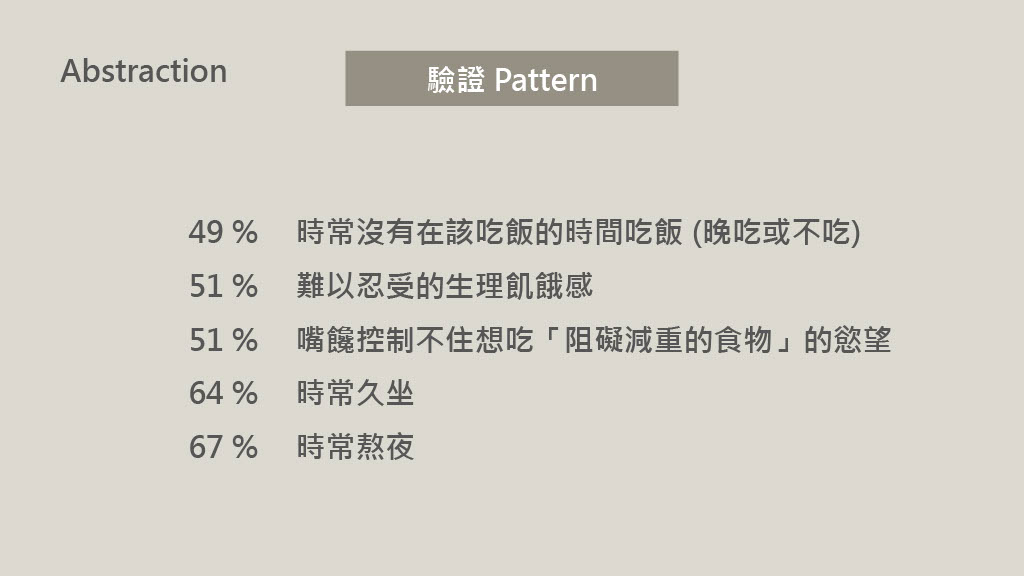 Abstraction
驗證 Pattern
49 % 時常沒有在該吃飯的時間吃飯 (晚吃或不吃)
51 % 難以忍受的生理飢餓感
51 % 嘴饞控制不住想吃「阻礙減重的食物」的慾望
64 % 時常久坐
67 % 時常熬夜